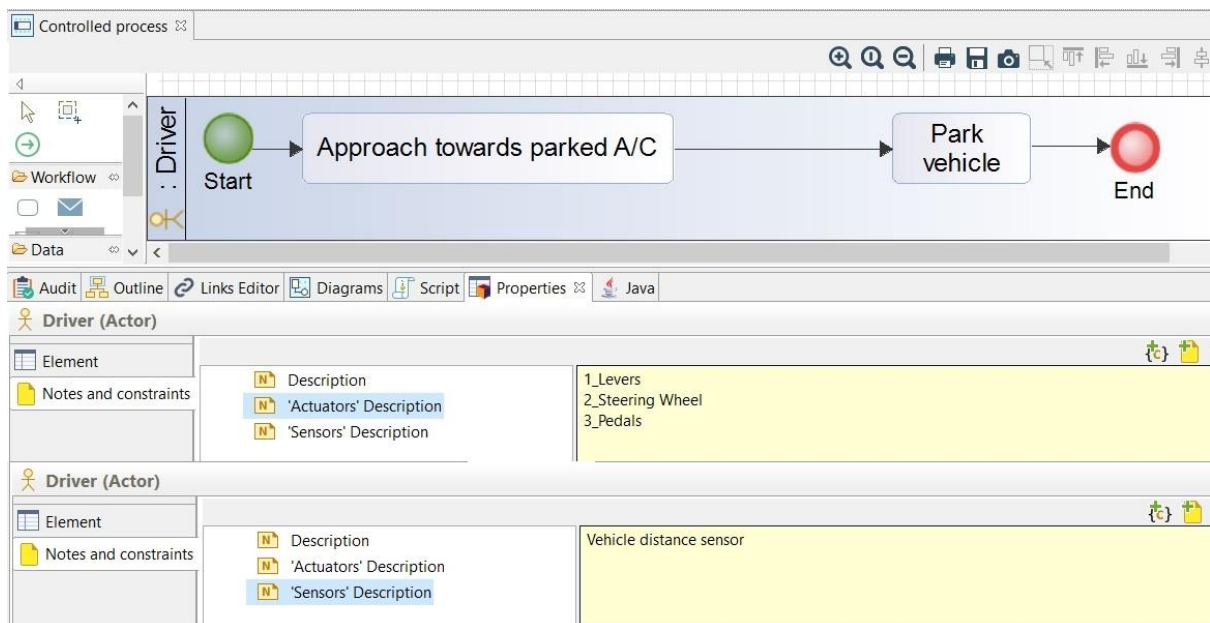 Controlled process
: Driver
Start
Approach towards parked A/C
Park
vehicle
End
Workflow
Data
Audit Outline Links Editor Diagrams Script Properties Java
Driver (Actor)
Element
Notes and constraints
Description
'Actuators' Description
'Sensors' Description
1_Levers
2_Steering Wheel
3_Pedals
Driver (Actor)
Element
Notes and constraints
Description
'Actuators' Description
'Sensors' Description
Vehicle distance sensor